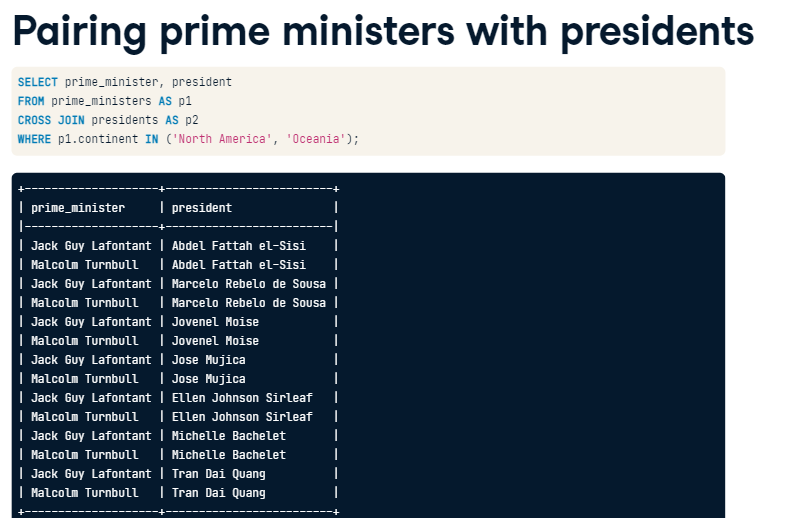 Pairing prime ministers with presidents
SELECT prime_minister, president
FROM prime_ministers AS p1
CROSS JOIN presidents AS p2
WHERE p1.continent IN ('North America', 'Oceania');
+--------------------+-------------------------+
| prime_minister     | president               |
|--------------------+-------------------------|
| Jack Guy Lafontant | Abdel Fattah el-Sisi    |
| Malcolm Turnbull   | Abdel Fattah el-Sisi    |
| Jack Guy Lafontant | Marcelo Rebelo de Sousa |
| Malcolm Turnbull   | Marcelo Rebelo de Sousa |
| Jack Guy Lafontant | Jovenel Moise           |
| Malcolm Turnbull   | Jovenel Moise           |
| Jack Guy Lafontant | Jose Mujica             |
| Malcolm Turnbull   | Jose Mujica             |
| Jack Guy Lafontant | Ellen Johnson Sirleaf   |
| Malcolm Turnbull   | Ellen Johnson Sirleaf   |
| Jack Guy Lafontant | Michelle Bachelet       |
| Malcolm Turnbull   | Michelle Bachelet       |
| Jack Guy Lafontant | Tran Dai Quang          |
| Malcolm Turnbull   | Tran Dai Quang          |
+--------------------+-------------------------+